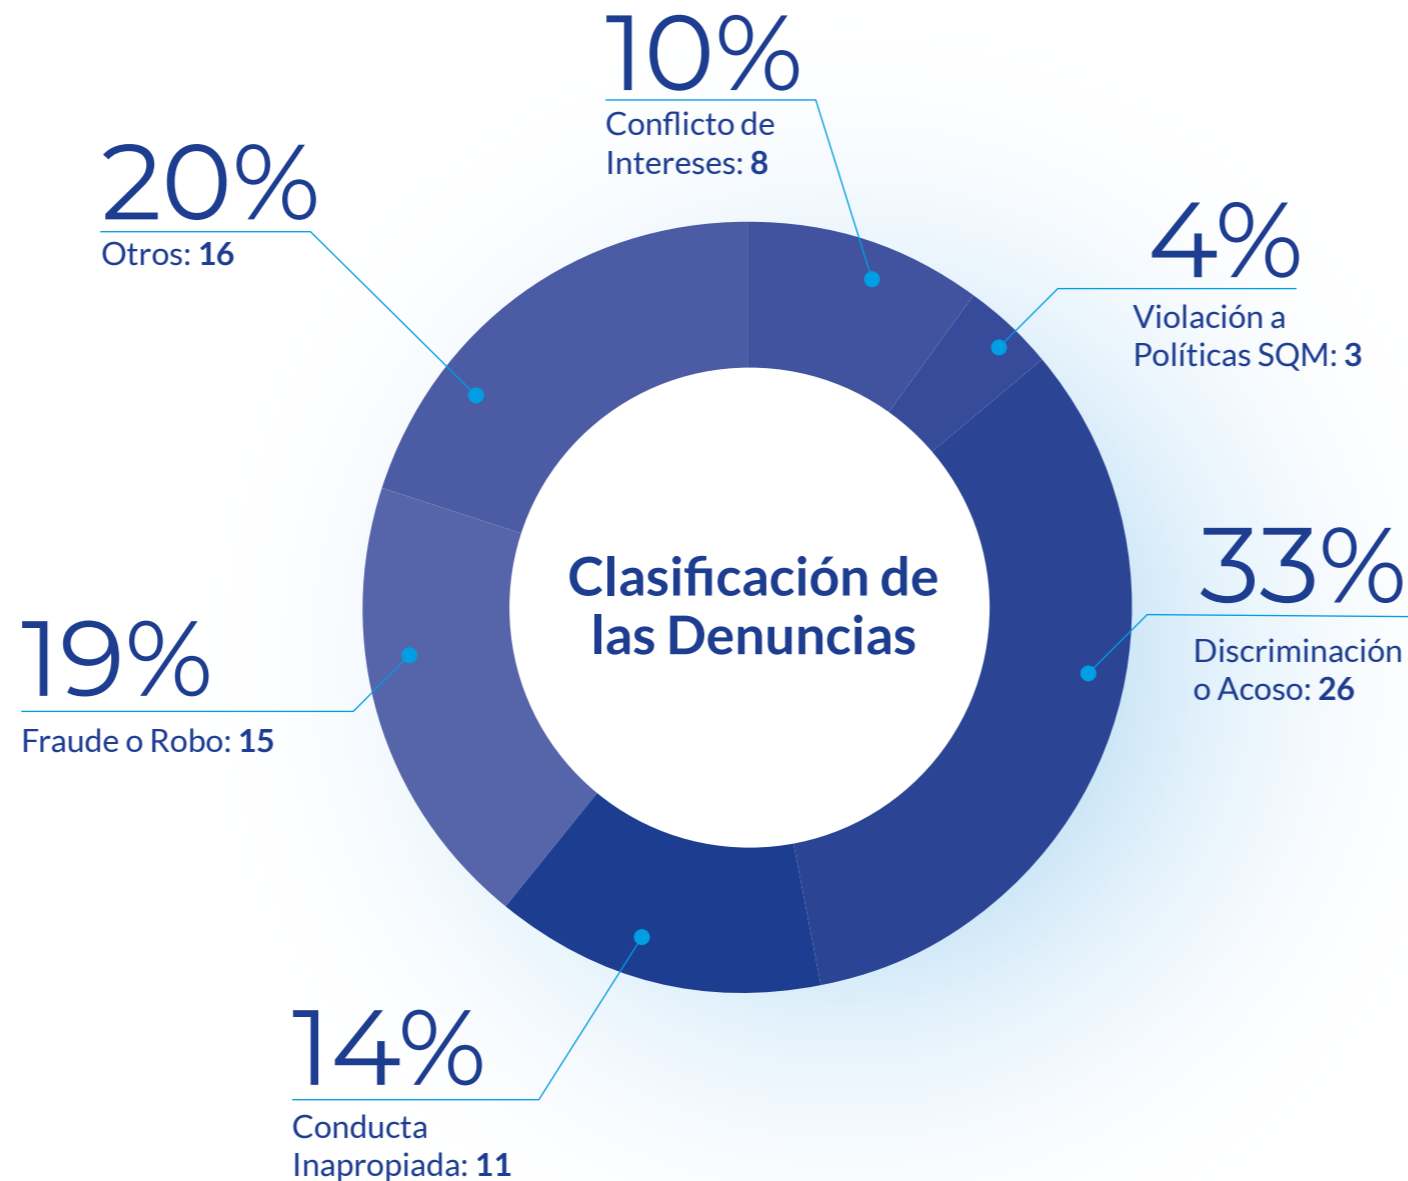 10%
Conflicto de
Intereses: 8
20%
Otros: 16
4%
Violación a
Políticas SQM: 3
Clasificación de
las Denuncias
33%
Discriminación
o Acoso: 26
19%
Fraude o Robo: 15
14%
Conducta
Inapropiada: 11